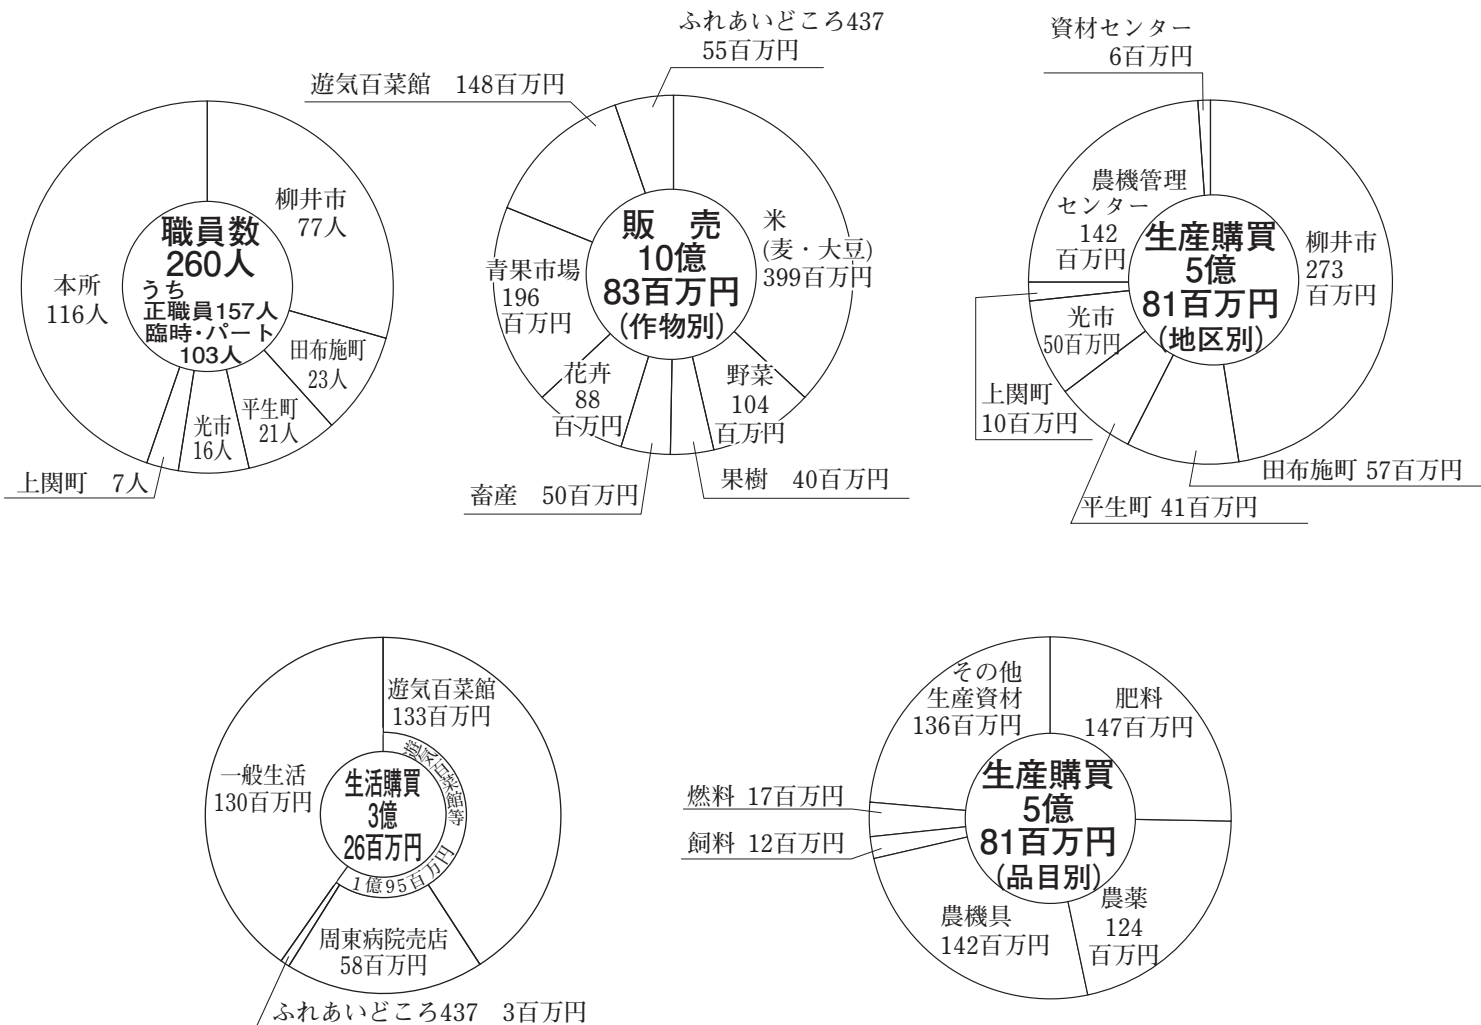 職員数
260人
うち
正職員157人
臨時・パート
103人
柳井市
77人
田布施町
23人
平生町
21人
光市
16人
上関町 7人
本所
116人
販 売
10億
83百万円
(作物別)
米
(麦・大豆)
399百万円
野菜
104
百万円
果樹 40百万円
畜産 50百万円
花卉
88
百万円
青果市場
196
百万円
遊気百菜館 148百万円
ふれあいどころ437
55百万円
生産購買
5億
81百万円
(地区別)
柳井市
273
百万円
田布施町 57百万円
平生町 41百万円
光市
50百万円
上関町
10百万円
農機管理
センター
142
百万円
資材センター
6百万円
生活購買
3億
26百万円
遊気百菜館等
1億95百万円
遊気百菜館
133百万円
周東病院売店
58百万円
ふれあいどころ437 3百万円
一般生活
130百万円
生産購買
5億
81百万円
(品目別)
肥料
147百万円
農薬
124
百万円
農機具
142百万円
飼料 12百万円
燃料 17百万円
その他
生産資材
136百万円